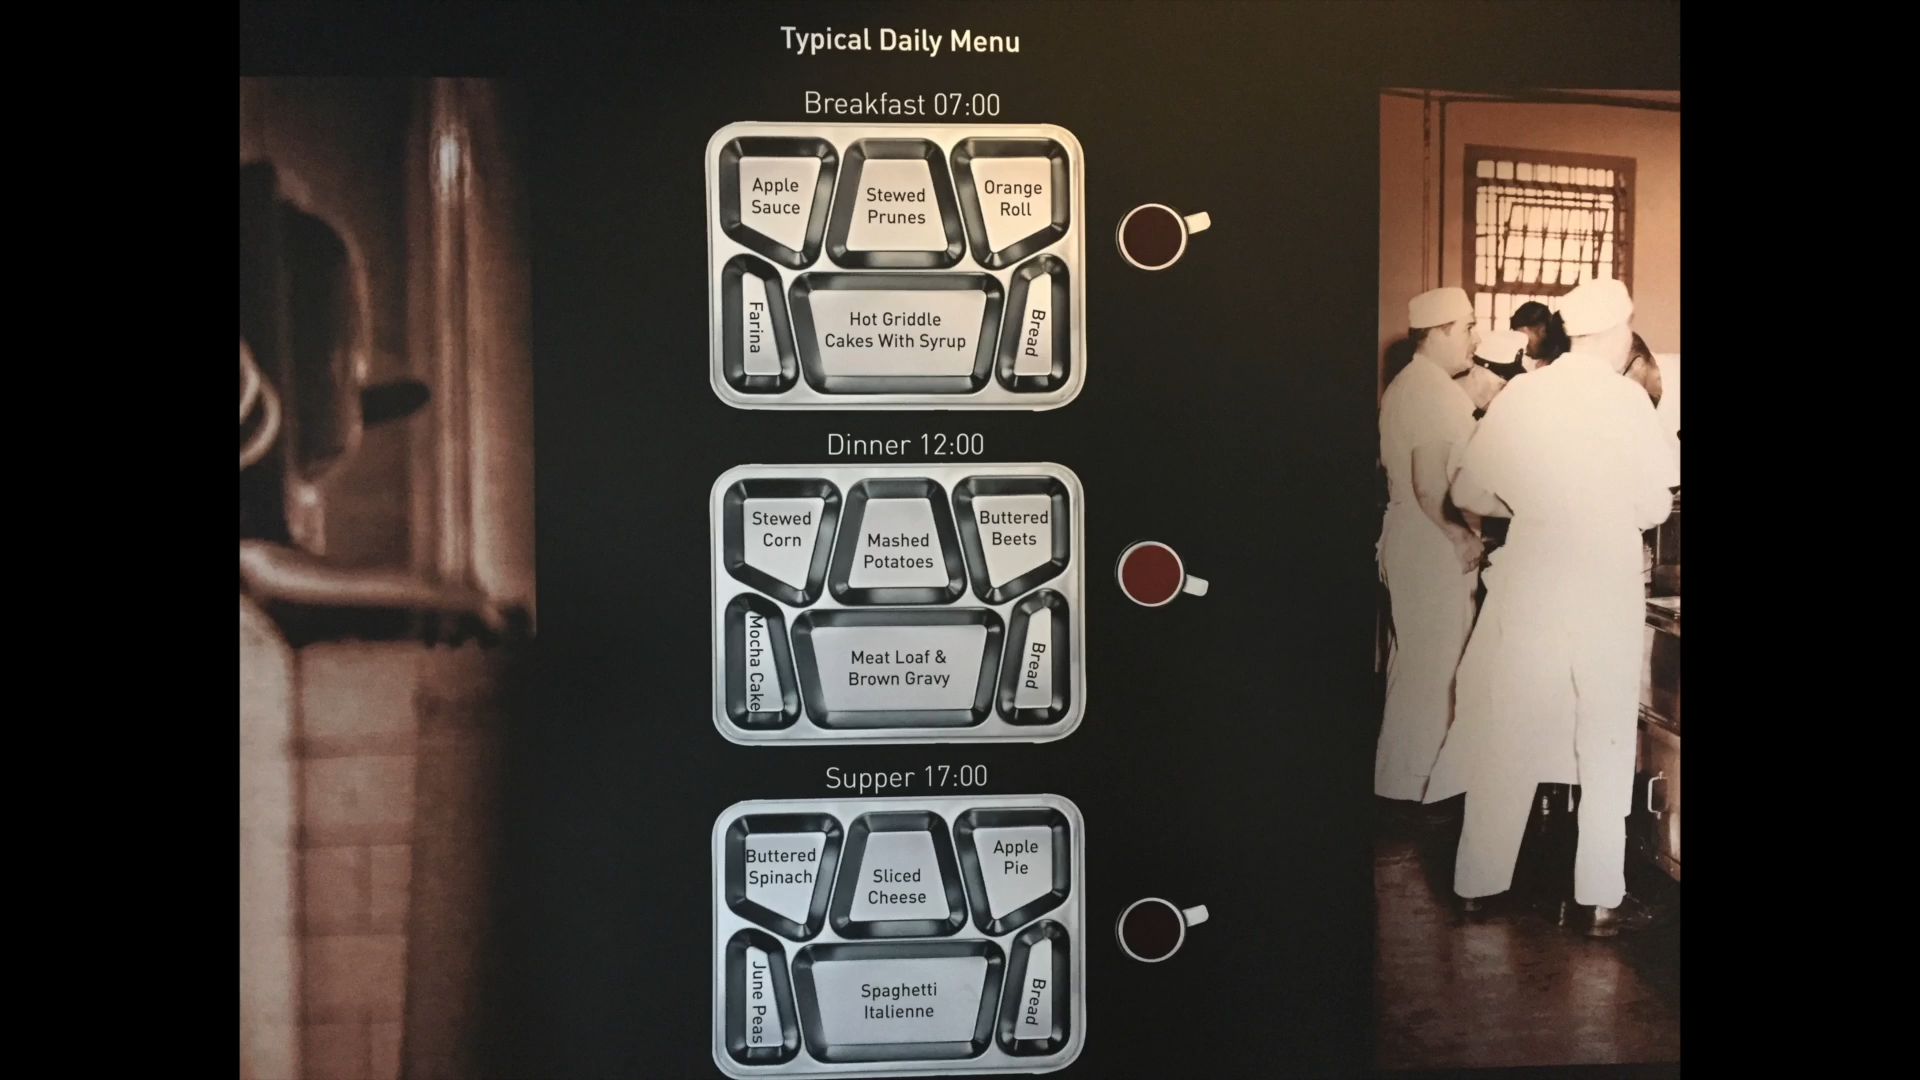 Typical Daily Menu
Breakfast 07:00
Apple
Sauce
Stewed
Prunes
Orange
Roll
Farina
Hot Griddle
Cakes With Syrup
Bread
Dinner 12:00
Stewed
Corn
Mashed
Potatoes
Buttered
Beets
Mocha Cake
Meat Loaf &
Brown Gravy
Bread
Supper 17:00
Buttered
Spinach
Sliced
Cheese
Apple
Pie
June Peas
Spaghetti
Italienne
Bread